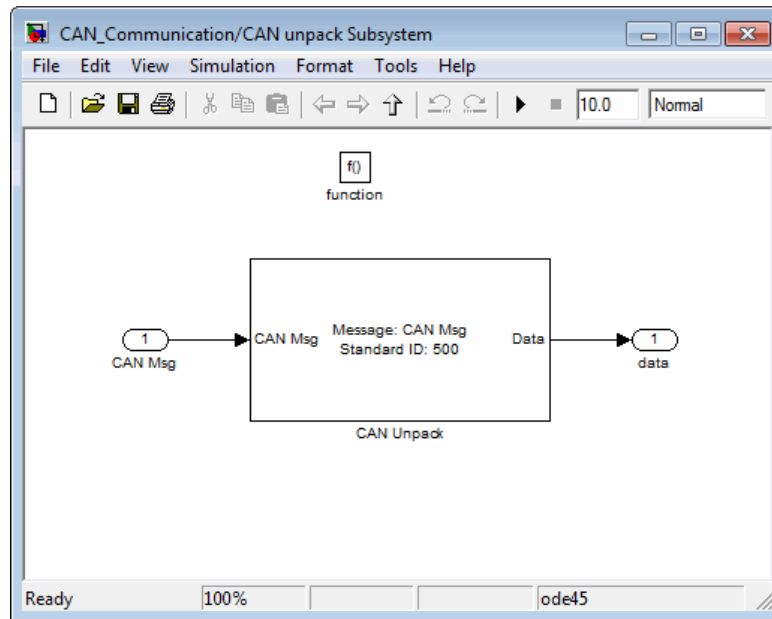 CAN_Communication/CAN unpack Subsystem
File Edit View Simulation Format Tools Help
10.0 Normal
f()
function
1
CAN Msg
CAN Msg
Message: CAN Msg
Standard ID: 500
Data
CAN Unpack
1
data
Ready 100% ode45